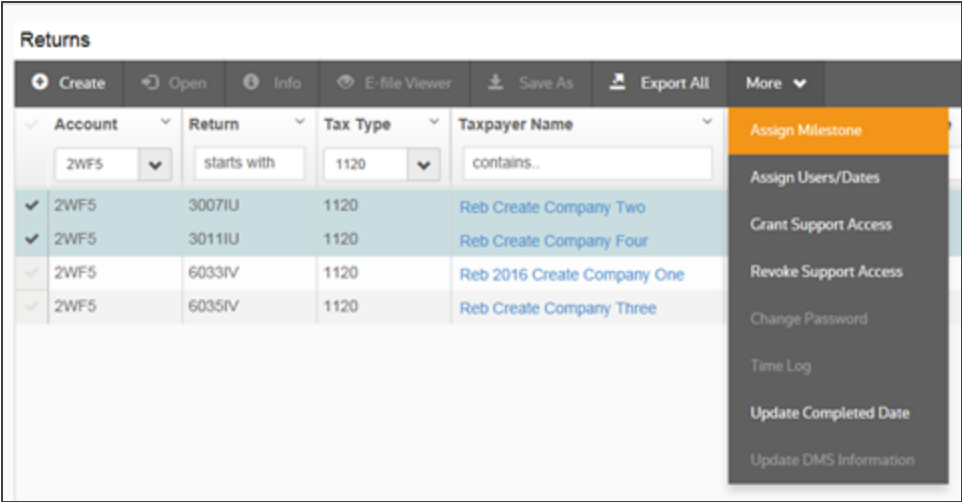 Returns
Create Open Info E-file Viewer Save As Export All More
Account Return Tax Type Taxpayer Name
2WF5 starts with 1120 contains..
2WF5 3007IU 1120 Reb Create Company Two
2WF5 3011IU 1120 Reb Create Company Four
2WF5 6033IV 1120 Reb 2016 Create Company One
2WF5 6035IV 1120 Reb Create Company Three
Assign Milestone
Assign Users/Dates
Grant Support Access
Revoke Support Access
Change Password
Time Log
Update Completed Date
Update DMS Information